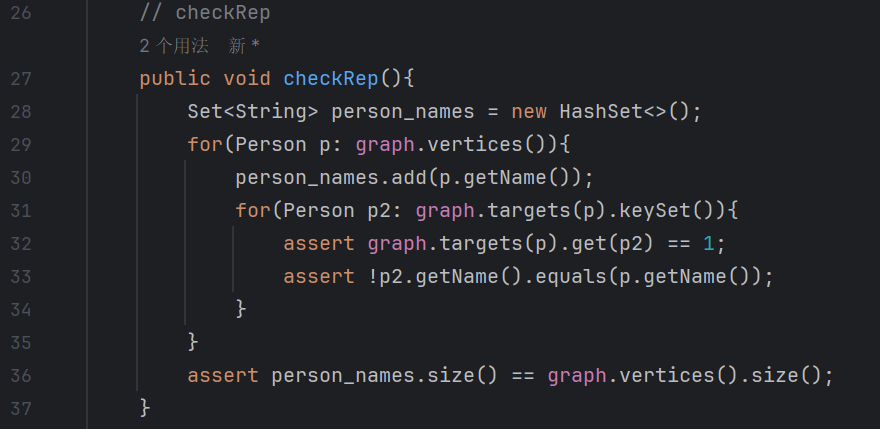 26 // checkRep
2 个用法 新 *
27 public void checkRep(){
28 Set<String> person_names = new HashSet<>();
29 for(Person p: graph.vertices()){
30 person_names.add(p.getName());
31 for(Person p2: graph.targets(p).keySet()){
32 assert graph.targets(p).get(p2) == 1;
33 assert !p2.getName().equals(p.getName());
34 }
35 }
36 assert person_names.size() == graph.vertices().size();
37 }